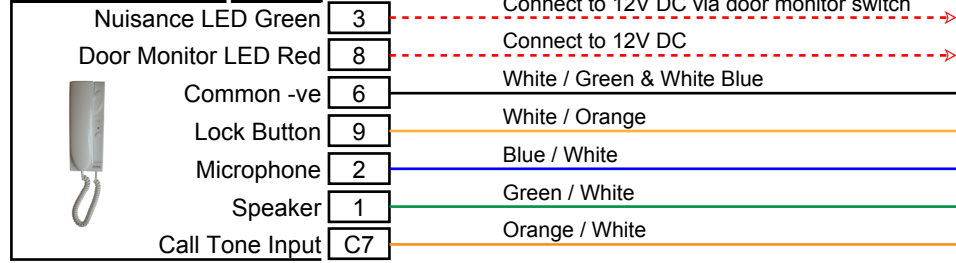 Nuisance LED Green 3 Connect to 12V DC via door monitor switch
Door Monitor LED Red 8 Connect to 12V DC
Common -ve 6 White / Green & White Blue
Lock Button 9 White / Orange
Microphone 2 Blue / White
Speaker 1 Green / White
Call Tone Input C7 Orange / White